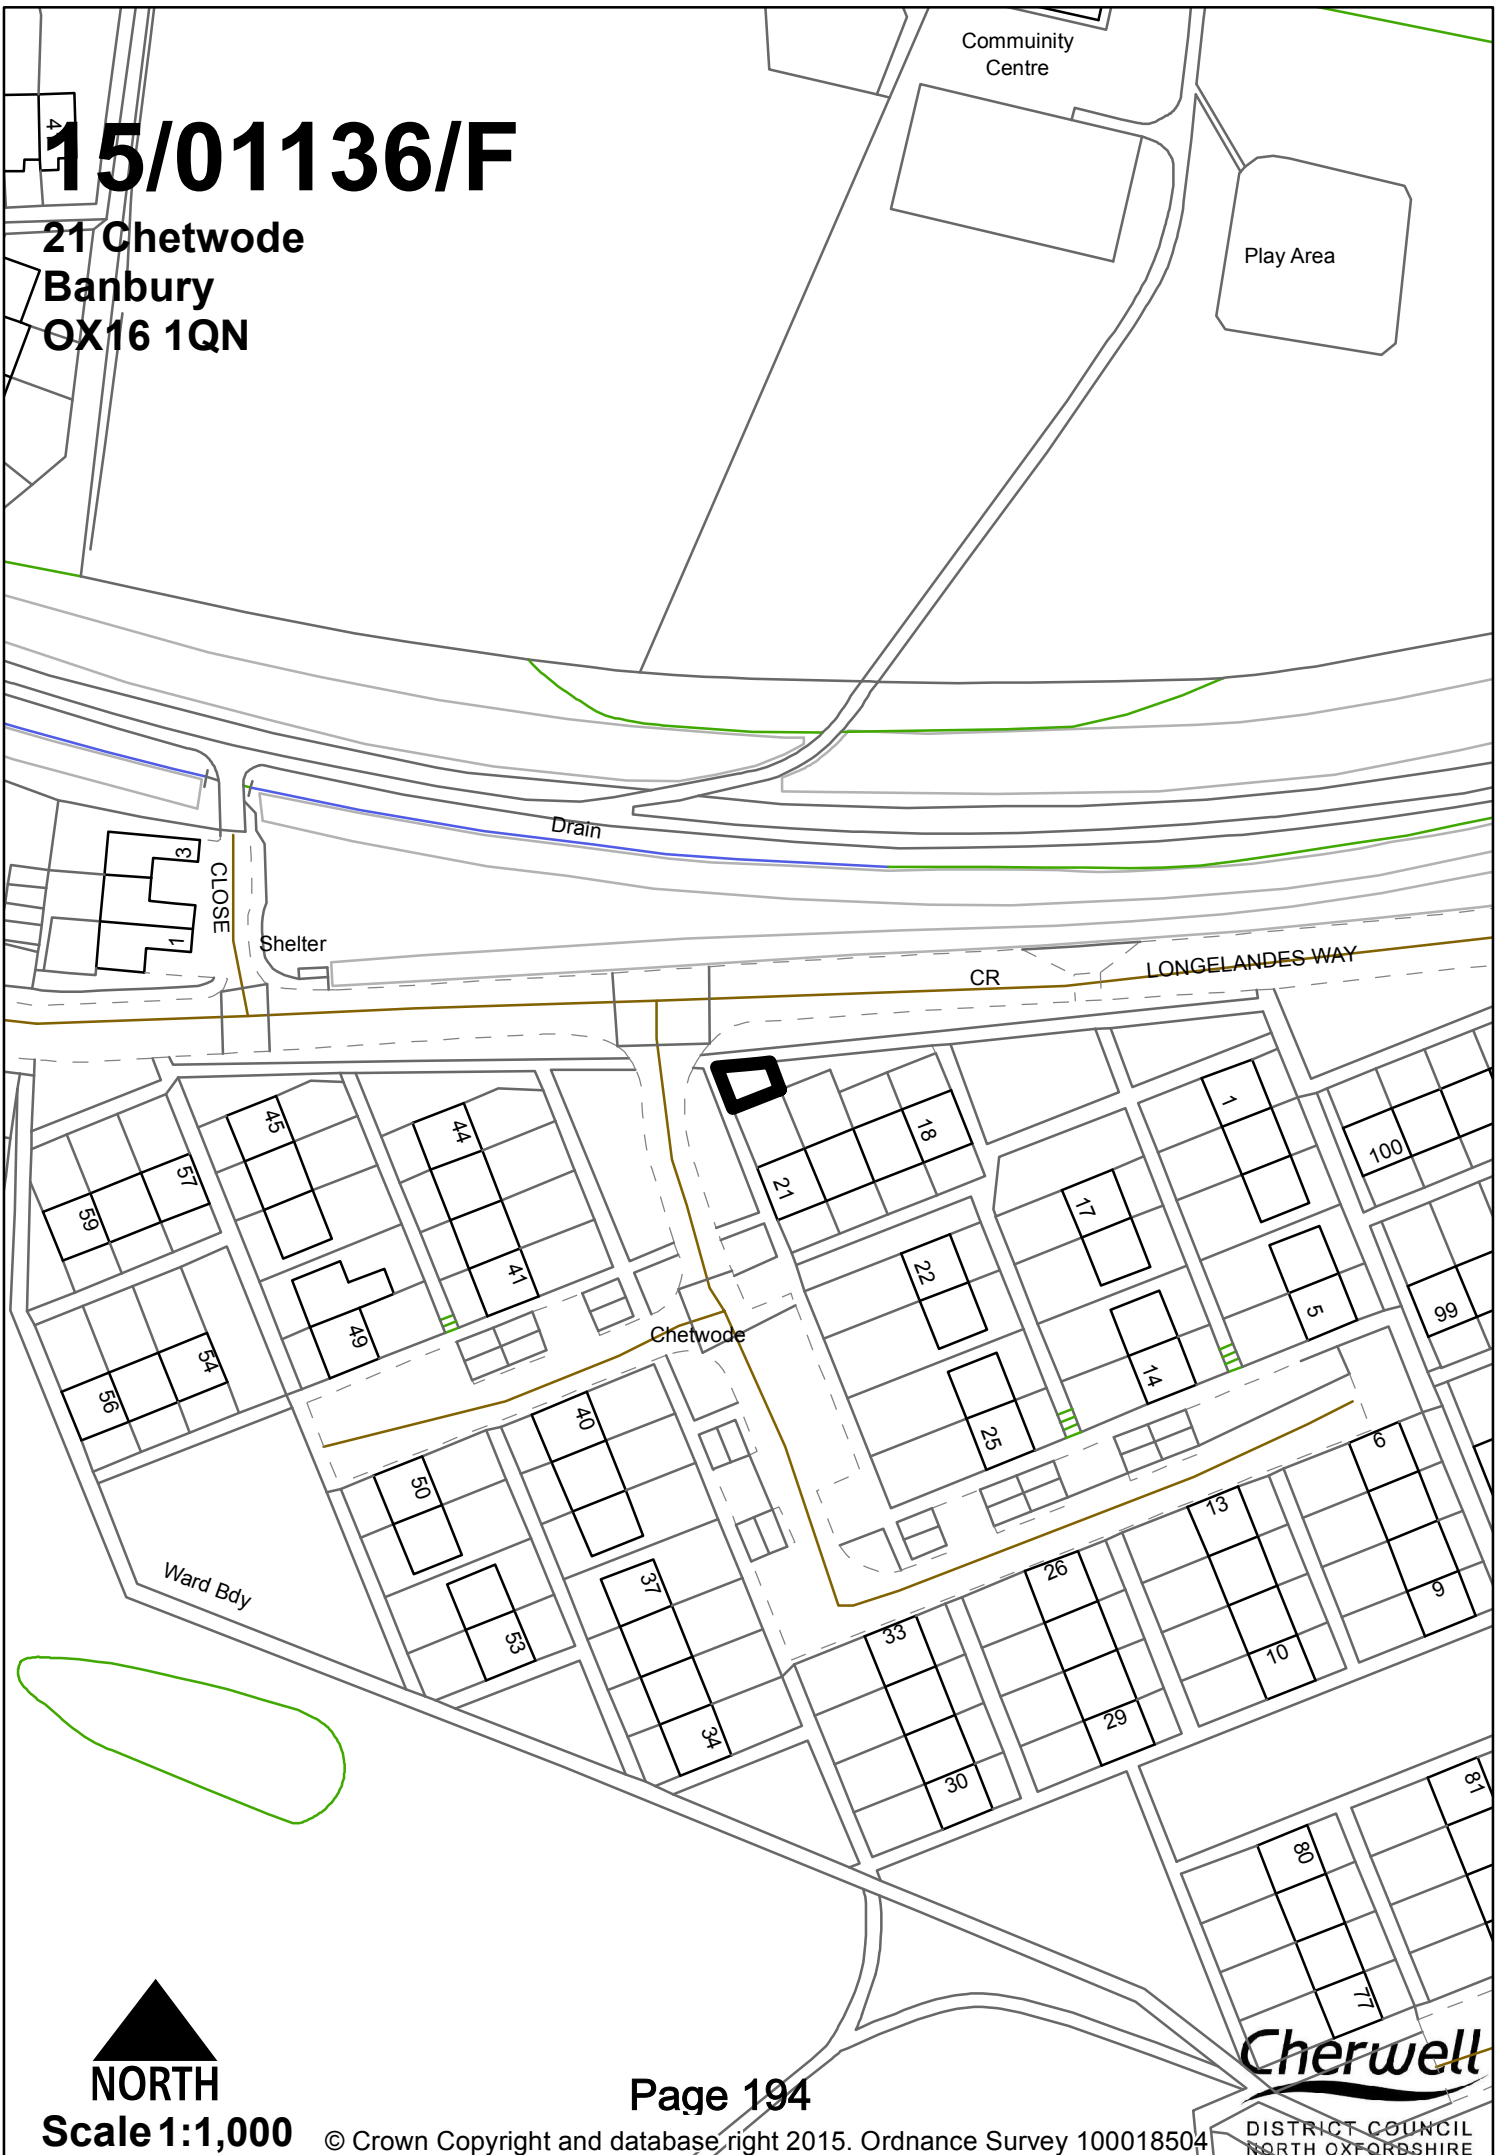 Commuinity
Centre
4
15/01136/F
21 Chetwode
Banbury
OX16 1QN
Play Area
Drain
3
CLOSE
1
Shelter
CR
LONGELANDES WAY
45
44
57
59
18
21
1
100
17
22
41
49
54
56
5
99
Chetwode
14
25
40
50
6
13
26
9
Ward Bdy
37
53
33
10
29
34
30
81
80
77
NORTH
Scale 1:1,000
Page 194
© Crown Copyright and database right 2015. Ordnance Survey 100018504
Cherwell
DISTRICT COUNCIL
NORTH OXFORDSHIRE